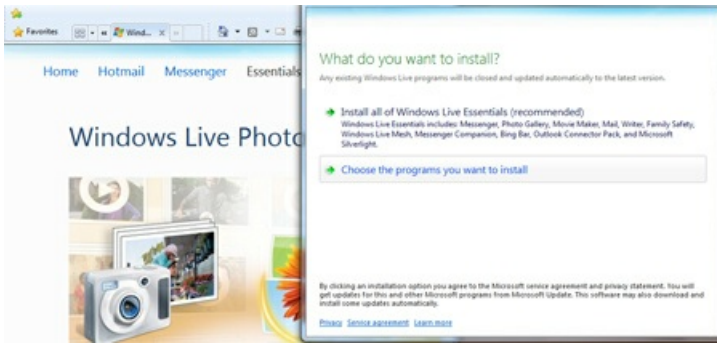 Favorites
Wind...
Home Hotmail Messenger Essentials
Windows Live Photo
What do you want to install?
Any existing Windows Live programs will be closed and updated automatically to the latest version.
Install all of Windows Live Essentials (recommended)
Windows Live Essentials includes: Messenger, Photo Gallery, Movie Maker, Mail, Writer, Family Safety,
Windows Live Mesh, Messenger Companion, Bing Bar, Outlook Connector Pack, and Microsoft
Silverlight.
Choose the programs you want to install
By clicking an installation option you agree to the Microsoft service agreement and privacy statement. You will
get updates for this and other Microsoft programs from Microsoft Update. This software may also download and
install some updates automatically.
Privacy Service agreement Learn more